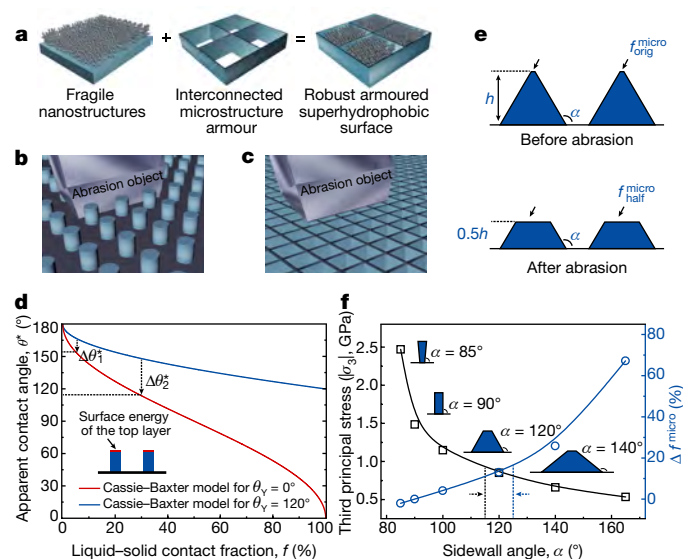 a
+
=
Fragile
nanostructures
Interconnected
microstructure
armour
Robust armoured
superhydrophobic
surface
b
Abrasion object
c
Abrasion object
d
Apparent contact angle, θ* (°)
180
150
120
90
60
30
0
Δθ*1
Δθ*2
Surface energy
of the top layer
Cassie–Baxter model for θY = 0°
Cassie–Baxter model for θY = 120°
0 20 40 60 80 100
Liquid–solid contact fraction, f (%)
e
f micro orig
h
α
Before abrasion
f micro half
0.5h
α
After abrasion
f
Third principal stress (|σ3|, GPa)
2.5
2.0
1.5
1.0
0.5
α = 85°
α = 90°
α = 120°
α = 140°
80
60
40
20
0
Δ f micro (%)
80 100 120 140 160
Sidewall angle, α (°)